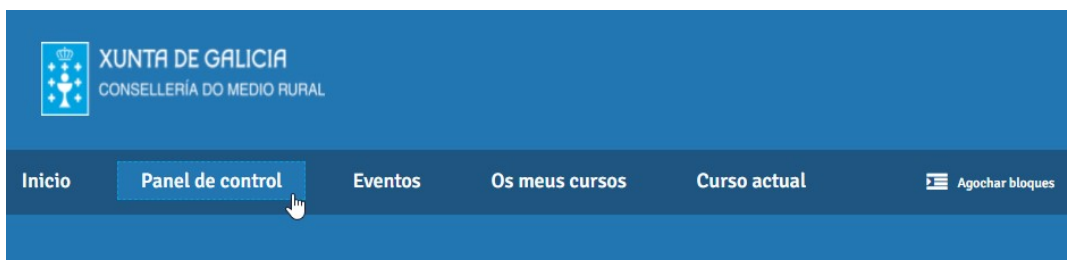 XUNTA DE GALICIA
CONSELLERÍA DO MEDIO RURAL
Inicio Panel de control Eventos Os meus cursos Curso actual Agochar bloques